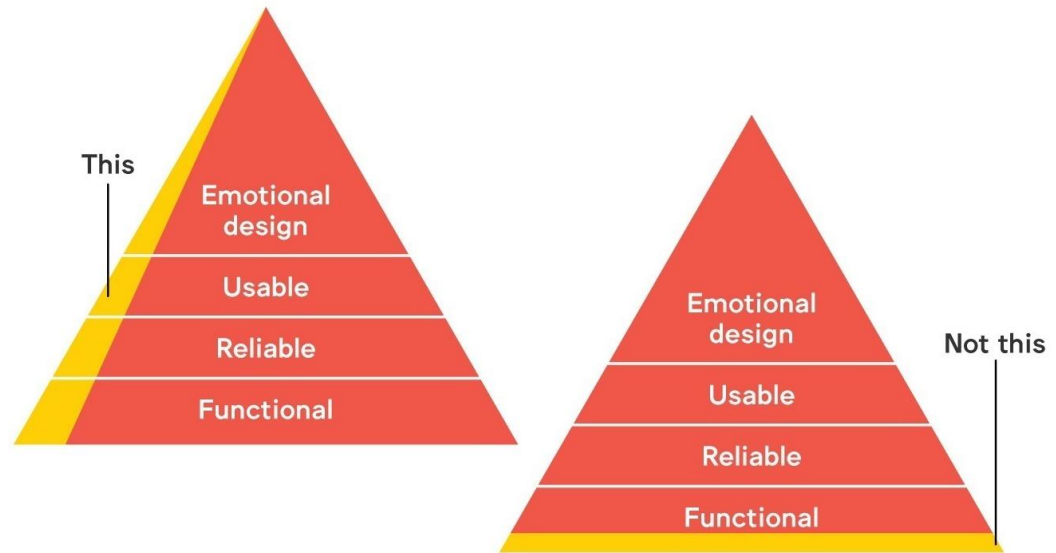 This
Emotional
design
Usable
Reliable
Functional
Emotional
design
Usable
Reliable
Functional
Not this